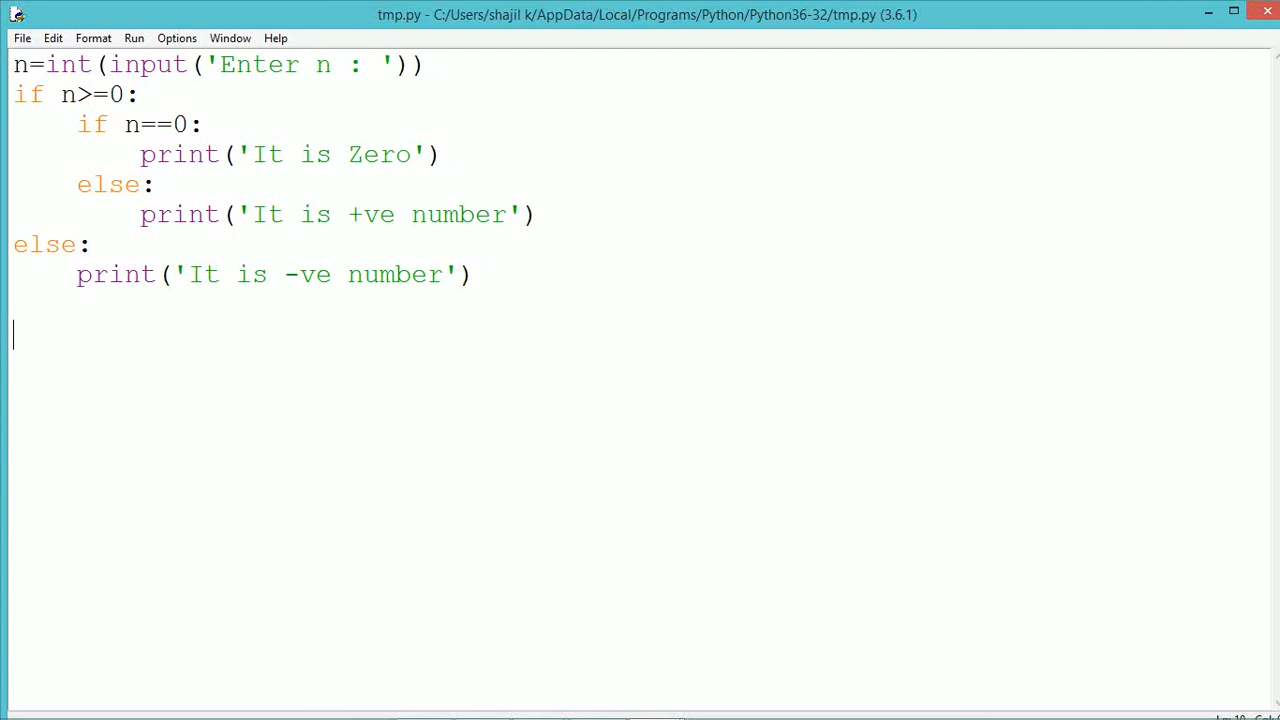 tmp.py - C:/Users/shajil k/AppData/Local/Programs/Python/Python36-32/tmp.py (3.6.1)
File Edit Format Run Options Window Help
n=int(input('Enter n : '))
if n>=0:
    if n==0:
        print('It is Zero')
    else:
        print('It is +ve number')
else:
    print('It is -ve number')